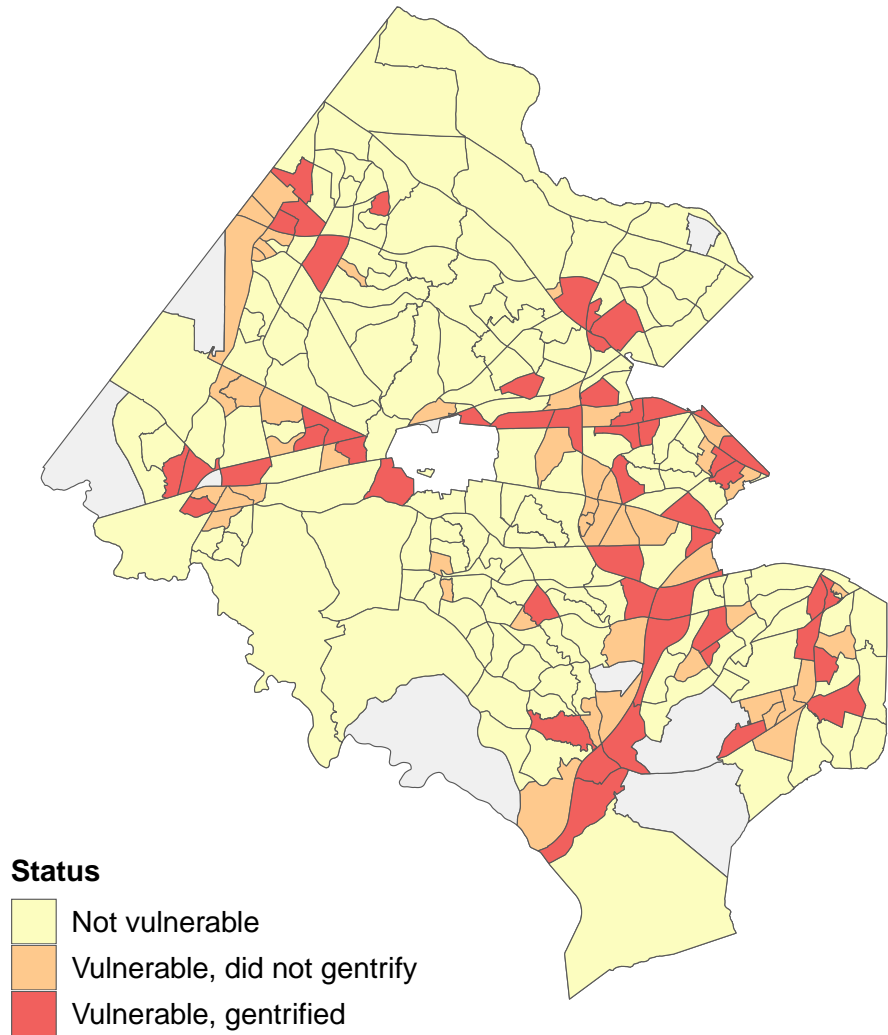 Status
Not vulnerable
Vulnerable, did not gentrify
Vulnerable, gentrified